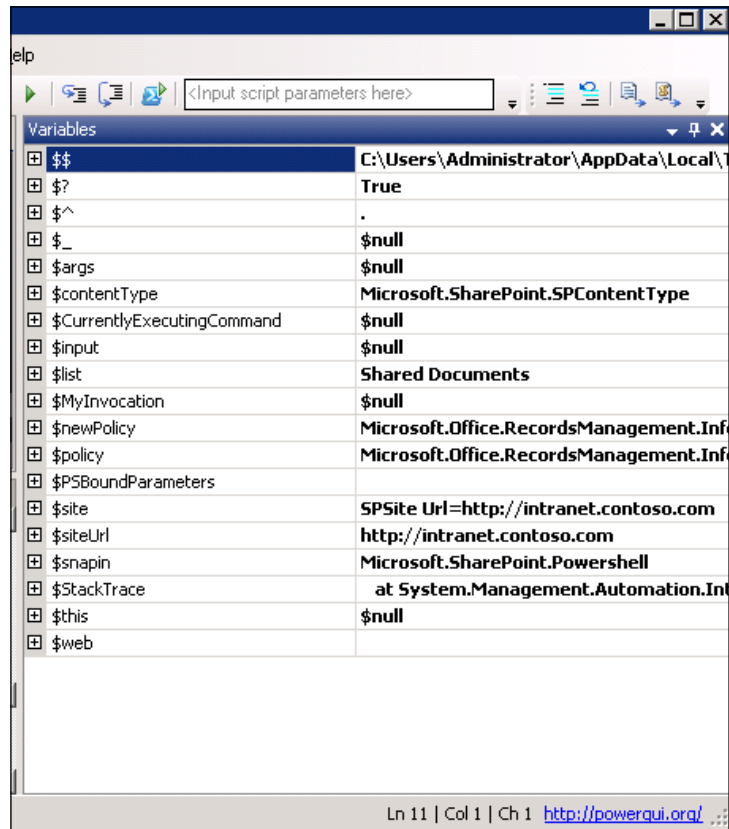 elp
<Input script parameters here>
Variables
$$ C:\Users\Administrator\AppData\Local\T
$? True
$^ .
$_ $null
$args $null
$contentType Microsoft.SharePoint.SPContentType
$CurrentlyExecutingCommand $null
$input $null
$list Shared Documents
$MyInvocation $null
$newPolicy Microsoft.Office.RecordsManagement.Info
$policy Microsoft.Office.RecordsManagement.Info
$PSBoundParameters
$site SPSite Url=http://intranet.contoso.com
$siteUrl http://intranet.contoso.com
$snapin Microsoft.SharePoint.Powershell
$StackTrace at System.Management.Automation.Int
$this $null
$web
Ln 11 | Col 1 | Ch 1 http://powergui.org/